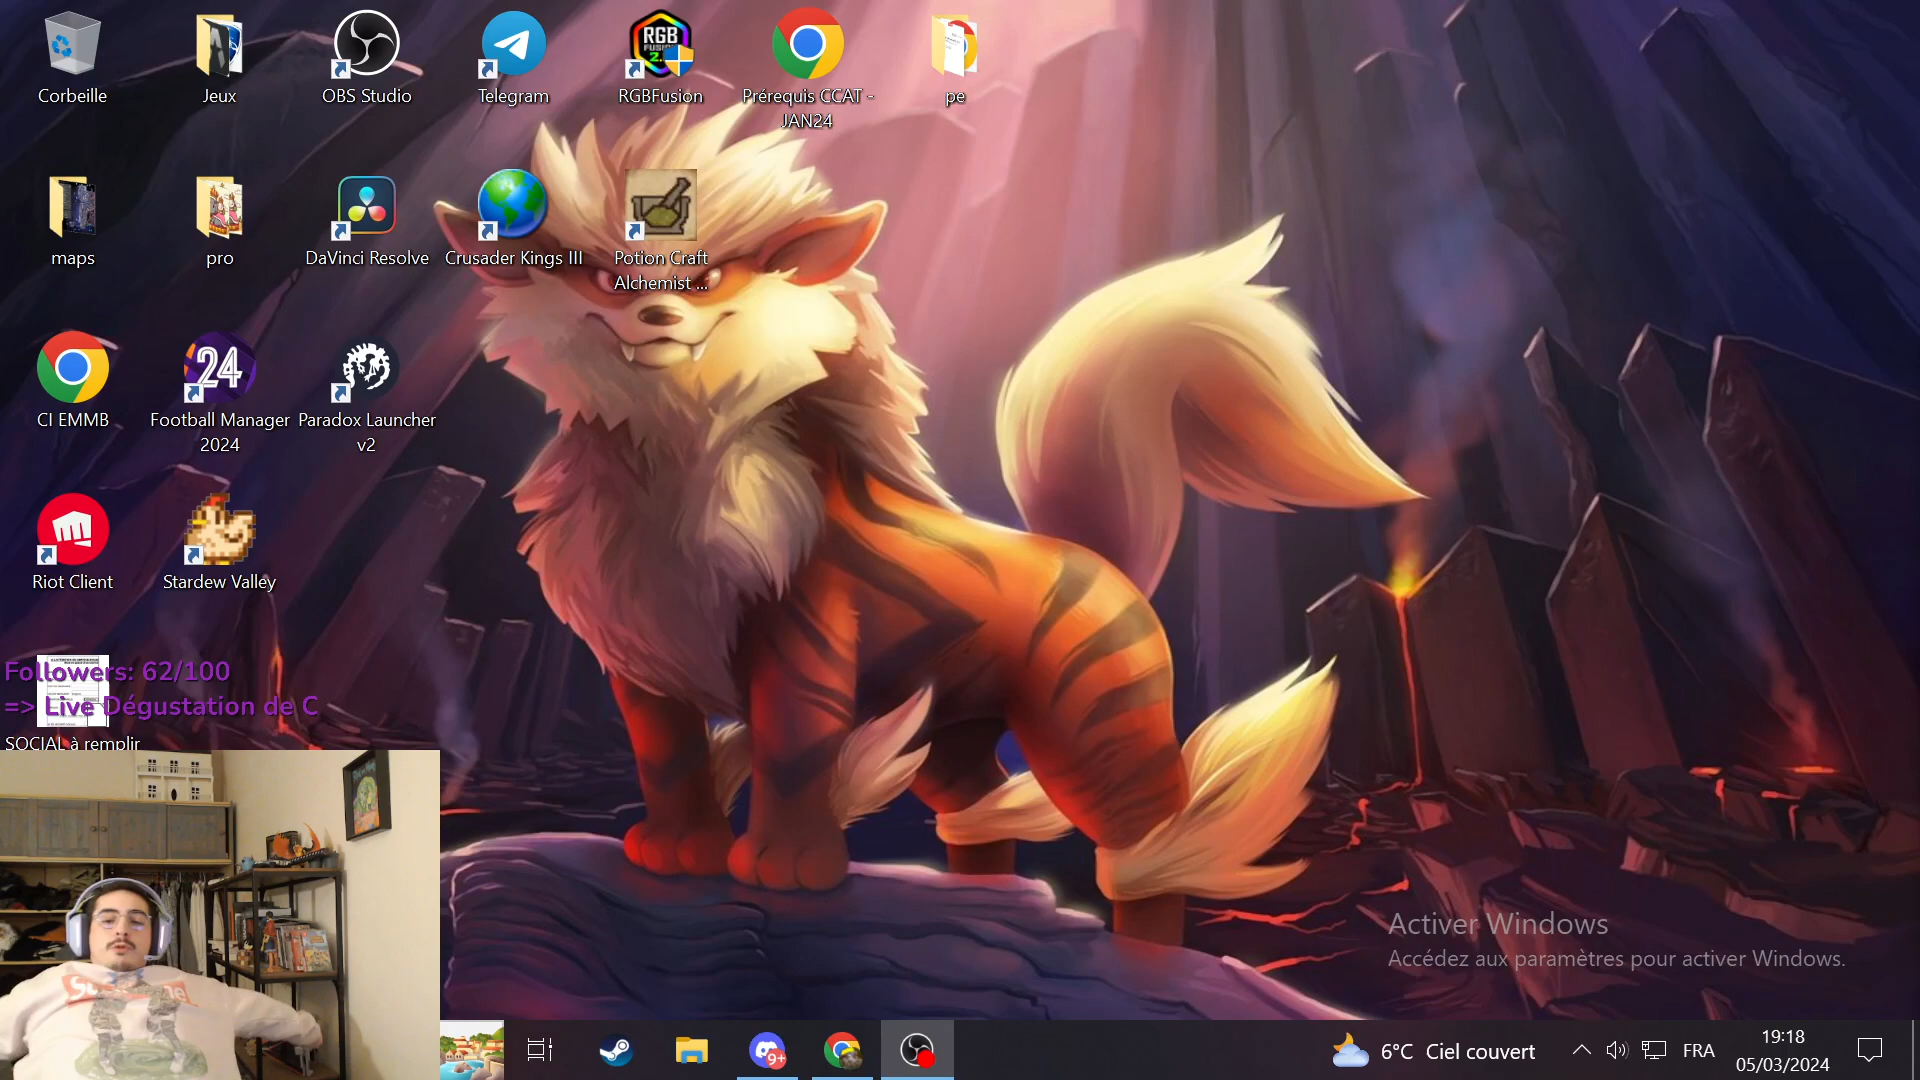 Corbeille
Jeux
OBS Studio
Telegram
RGB
RGBFusion
Prérequis CCAT -
JAN24
pe
maps
pro
DaVinci Resolve
Crusader Kings III
Potion Craft
Alchemist ...
CI EMMB
24
Football Manager
2024
Paradox Launcher
v2
Riot Client
Stardew Valley
Followers: 62/100
=> Live Dégustation de C
SOCIAL à remplir
Activer Windows
Accédez aux paramètres pour activer Windows.
9+
6°C Ciel couvert
FRA
19:18
05/03/2024